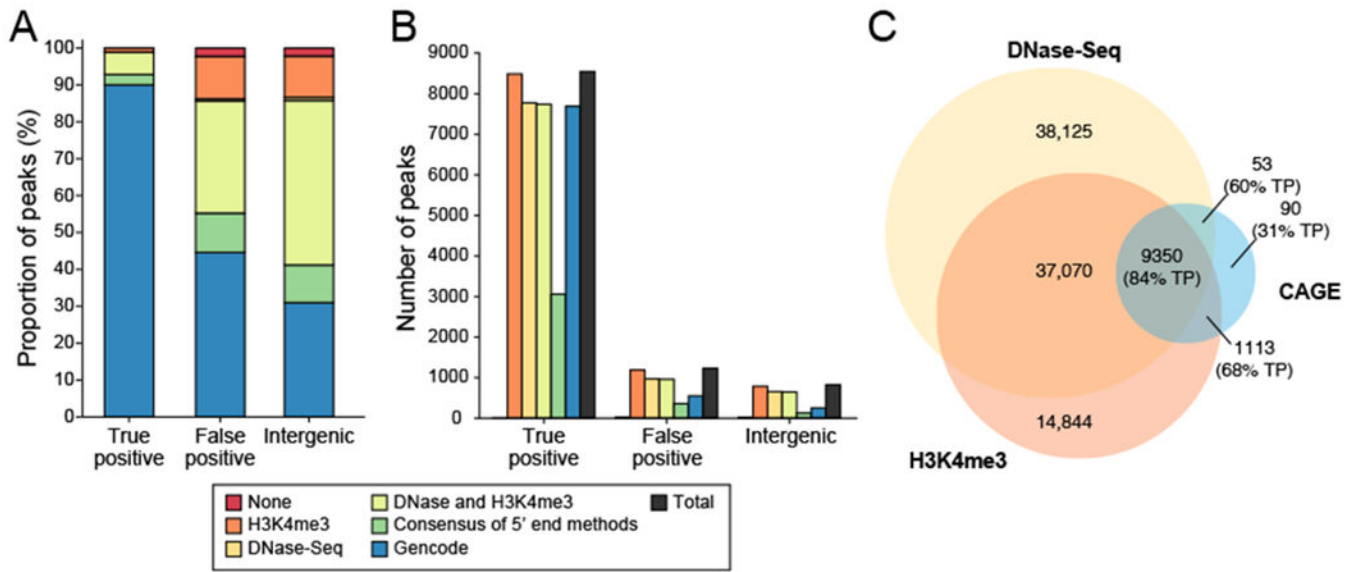 A
Proportion of peaks (%)
100
90
80
70
60
50
40
30
20
10
0
True
positive
False
positive
Intergenic
B
Number of peaks
9000
8000
7000
6000
5000
4000
3000
2000
1000
0
True
positive
False
positive
Intergenic
None
H3K4me3
DNase-Seq
DNase and H3K4me3
Consensus of 5' end methods
Gencode
Total
C
DNase-Seq
38,125
53
(60% TP)
90
(31% TP)
9350
(84% TP)
37,070
CAGE
1113
(68% TP)
14,844
H3K4me3